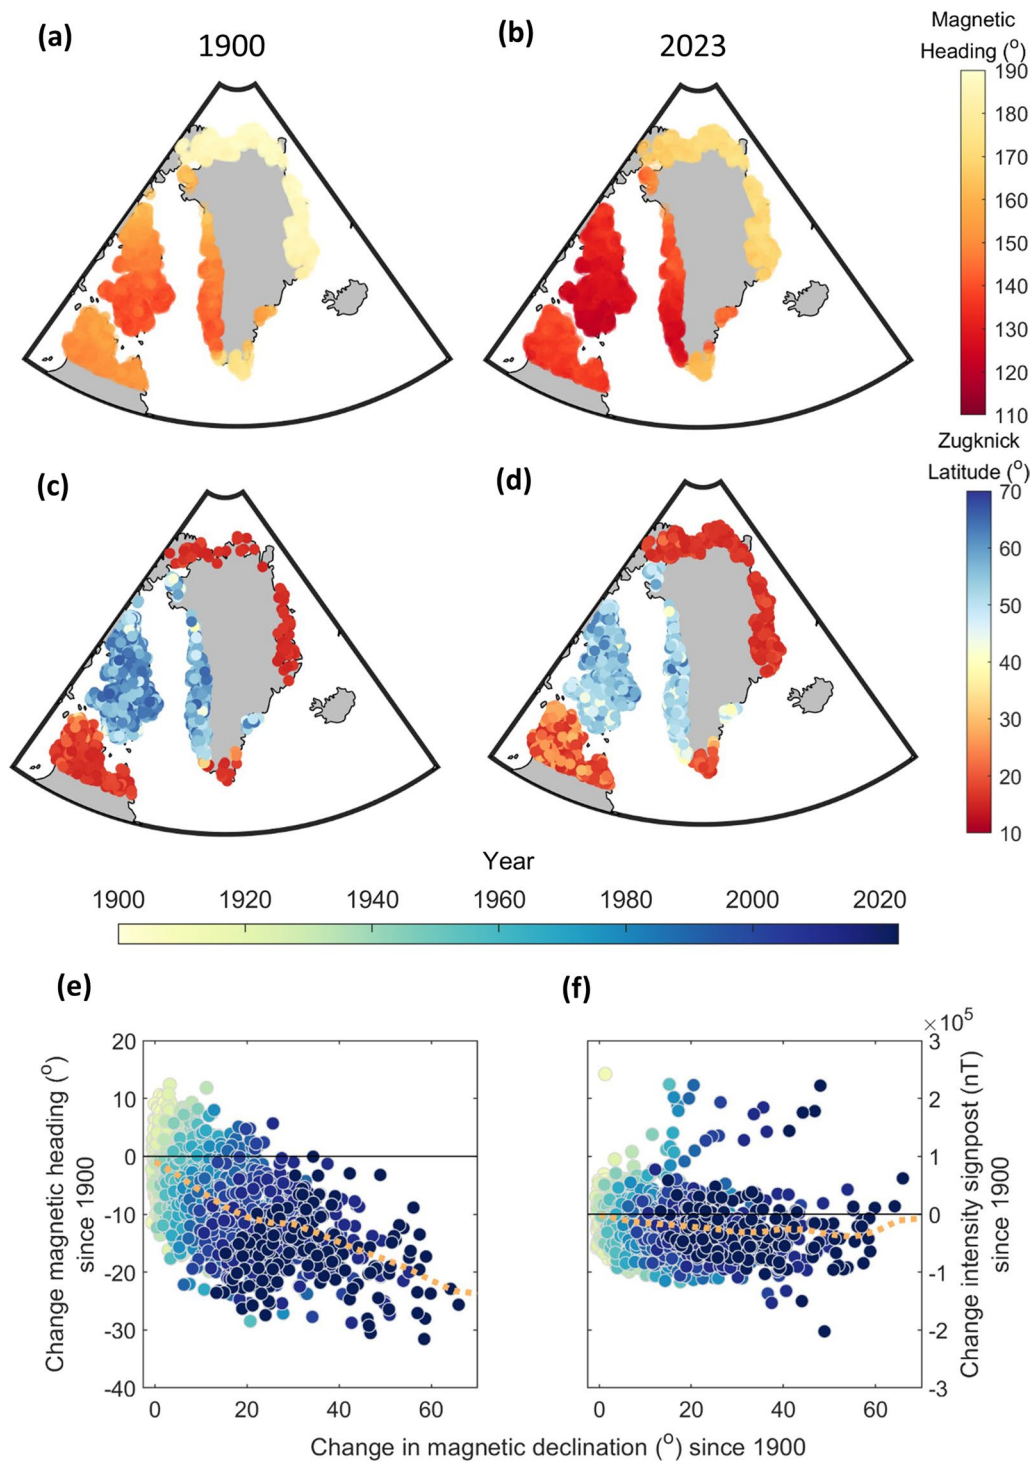 (a)
1900
(b)
2023
Magnetic
Heading (°)
190
180
170
160
150
140
130
120
110
(c)
(d)
Zugknick
Latitude (°)
70
60
50
40
30
20
10
Year
1900 1920 1940 1960 1980 2000 2020
(e)
Change magnetic heading (°)
since 1900
20
10
0
-10
-20
-30
-40
0 20 40 60
(f)
×10⁵
3
2
1
0
-1
-2
-3
Change intensity signpost (nT)
since 1900
0 20 40 60
Change in magnetic declination (°) since 1900